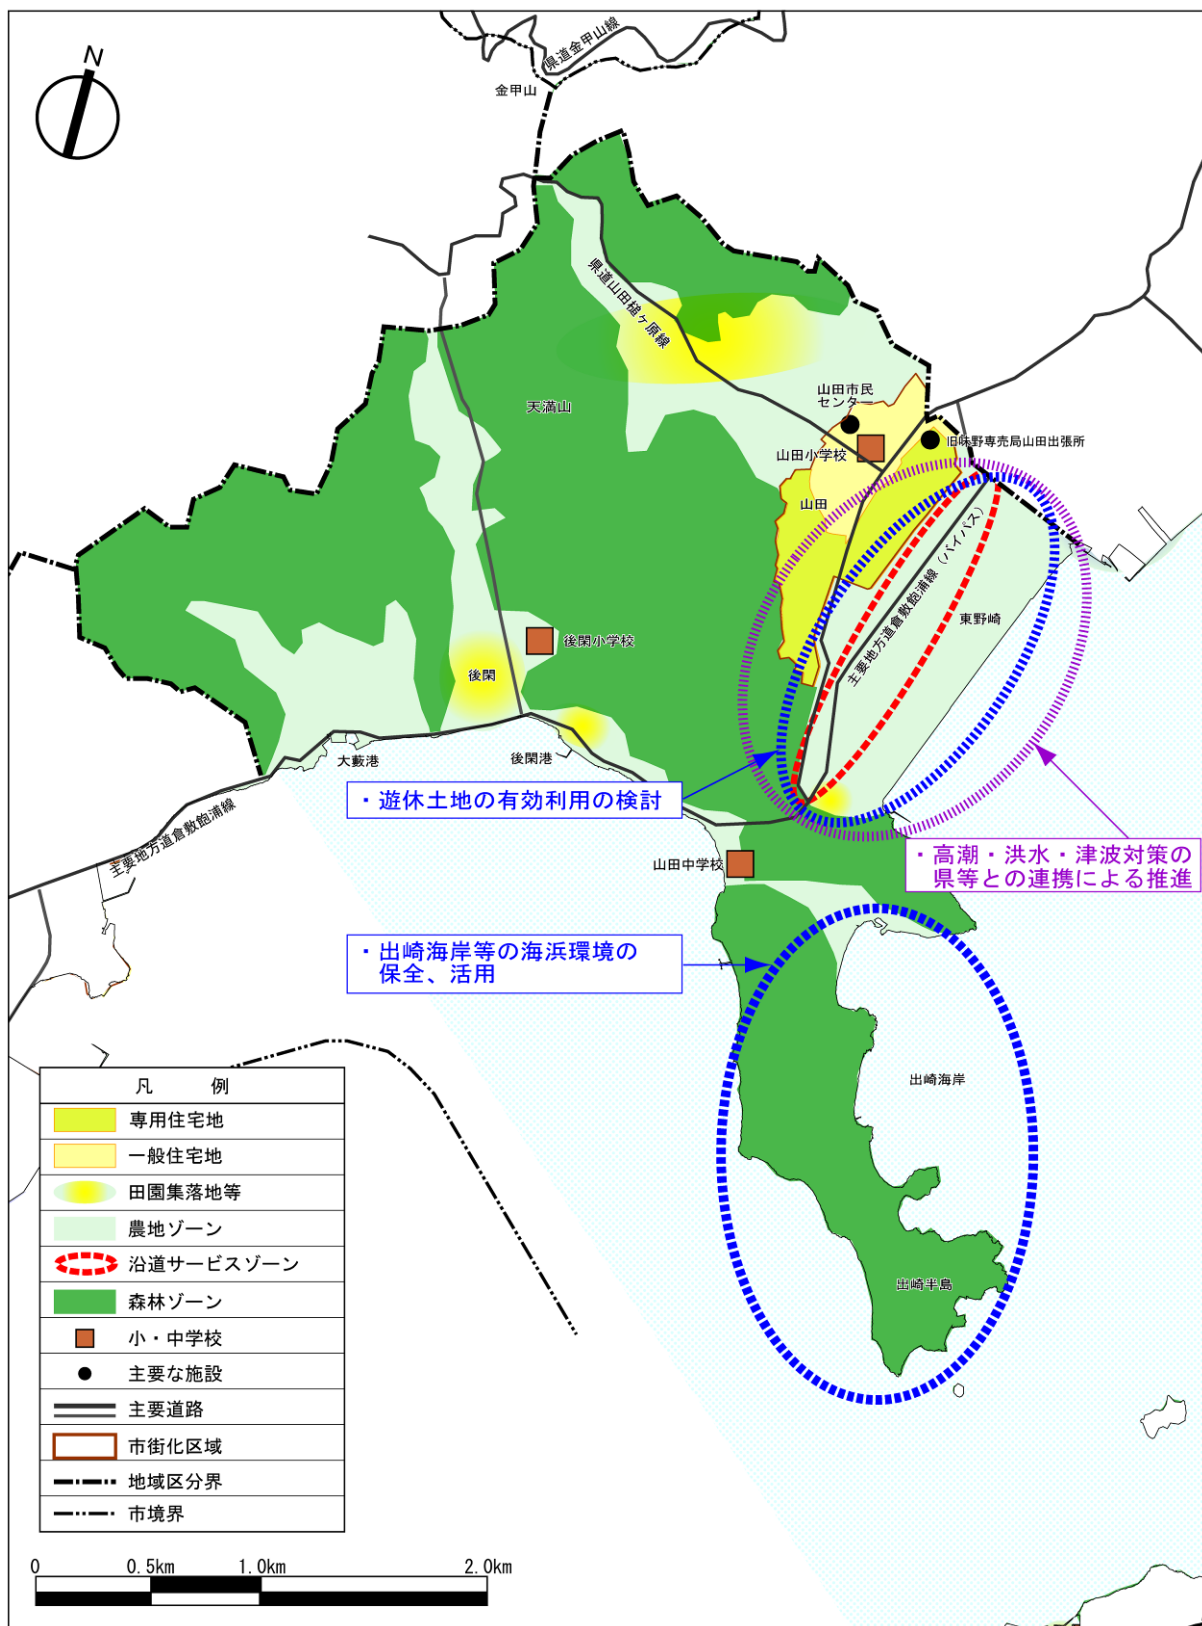 N
県道金甲山線
金甲山
県道山田槌ヶ原線
天満山
山田市民
センター
旧味野専売局山田出張所
山田小学校
山田
主要地方道倉敷飽浦線（バイパス）
東野崎
後閑小学校
後閑
大藪港
後閑港
・遊休土地の有効利用の検討
主要地方道倉敷飽浦線
・高潮・洪水・津波対策の
県等との連携による推進
山田中学校
・出崎海岸等の海浜環境の
保全、活用
出崎海岸
出崎半島
凡　例
専用住宅地
一般住宅地
田園集落地等
農地ゾーン
沿道サービスゾーン
森林ゾーン
小・中学校
主要な施設
主要道路
市街化区域
地域区分界
市境界
0 0.5km 1.0km 2.0km